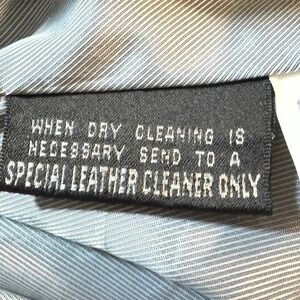 WHEN DRY CLEANING IS
NECESSARY SEND TO A
SPECIAL LEATHER CLEANER ONLY